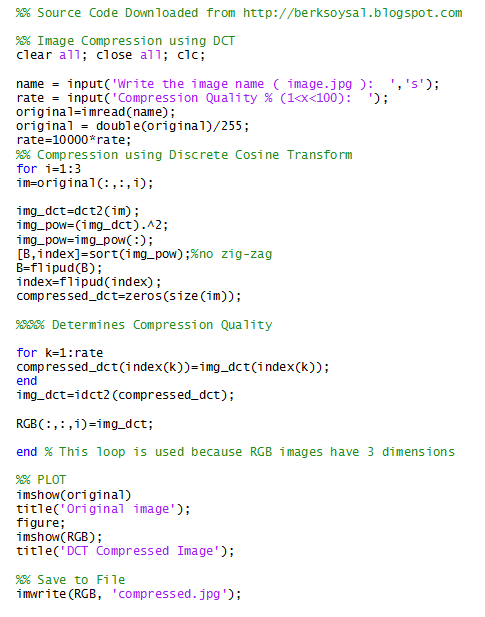 %% Source Code Downloaded from http://berksoysal.blogspot.com
%% Image Compression using DCT
clear all; close all; clc;
name = input('Write the image name ( image.jpg ):  ','s');
rate = input('Compression Quality % (1<x<100):  ');
original=imread(name);
original = double(original)/255;
rate=10000*rate;
%% Compression using Discrete Cosine Transform
for i=1:3
im=original(:,:,i);
img_dct=dct2(im);
img_pow=(img_dct).^2;
img_pow=img_pow(:);
[B,index]=sort(img_pow);%no zig-zag
B=flipud(B);
index=flipud(index);
compressed_dct=zeros(size(im));
%%%% Determines Compression Quality
for k=1:rate
compressed_dct(index(k))=img_dct(index(k));
end
img_dct=idct2(compressed_dct);
RGB(:,:,i)=img_dct;
end % This loop is used because RGB images have 3 dimensions
%% PLOT
imshow(original)
title('Original image');
figure;
imshow(RGB);
title('DCT Compressed Image');
%% Save to File
imwrite(RGB, 'compressed.jpg');